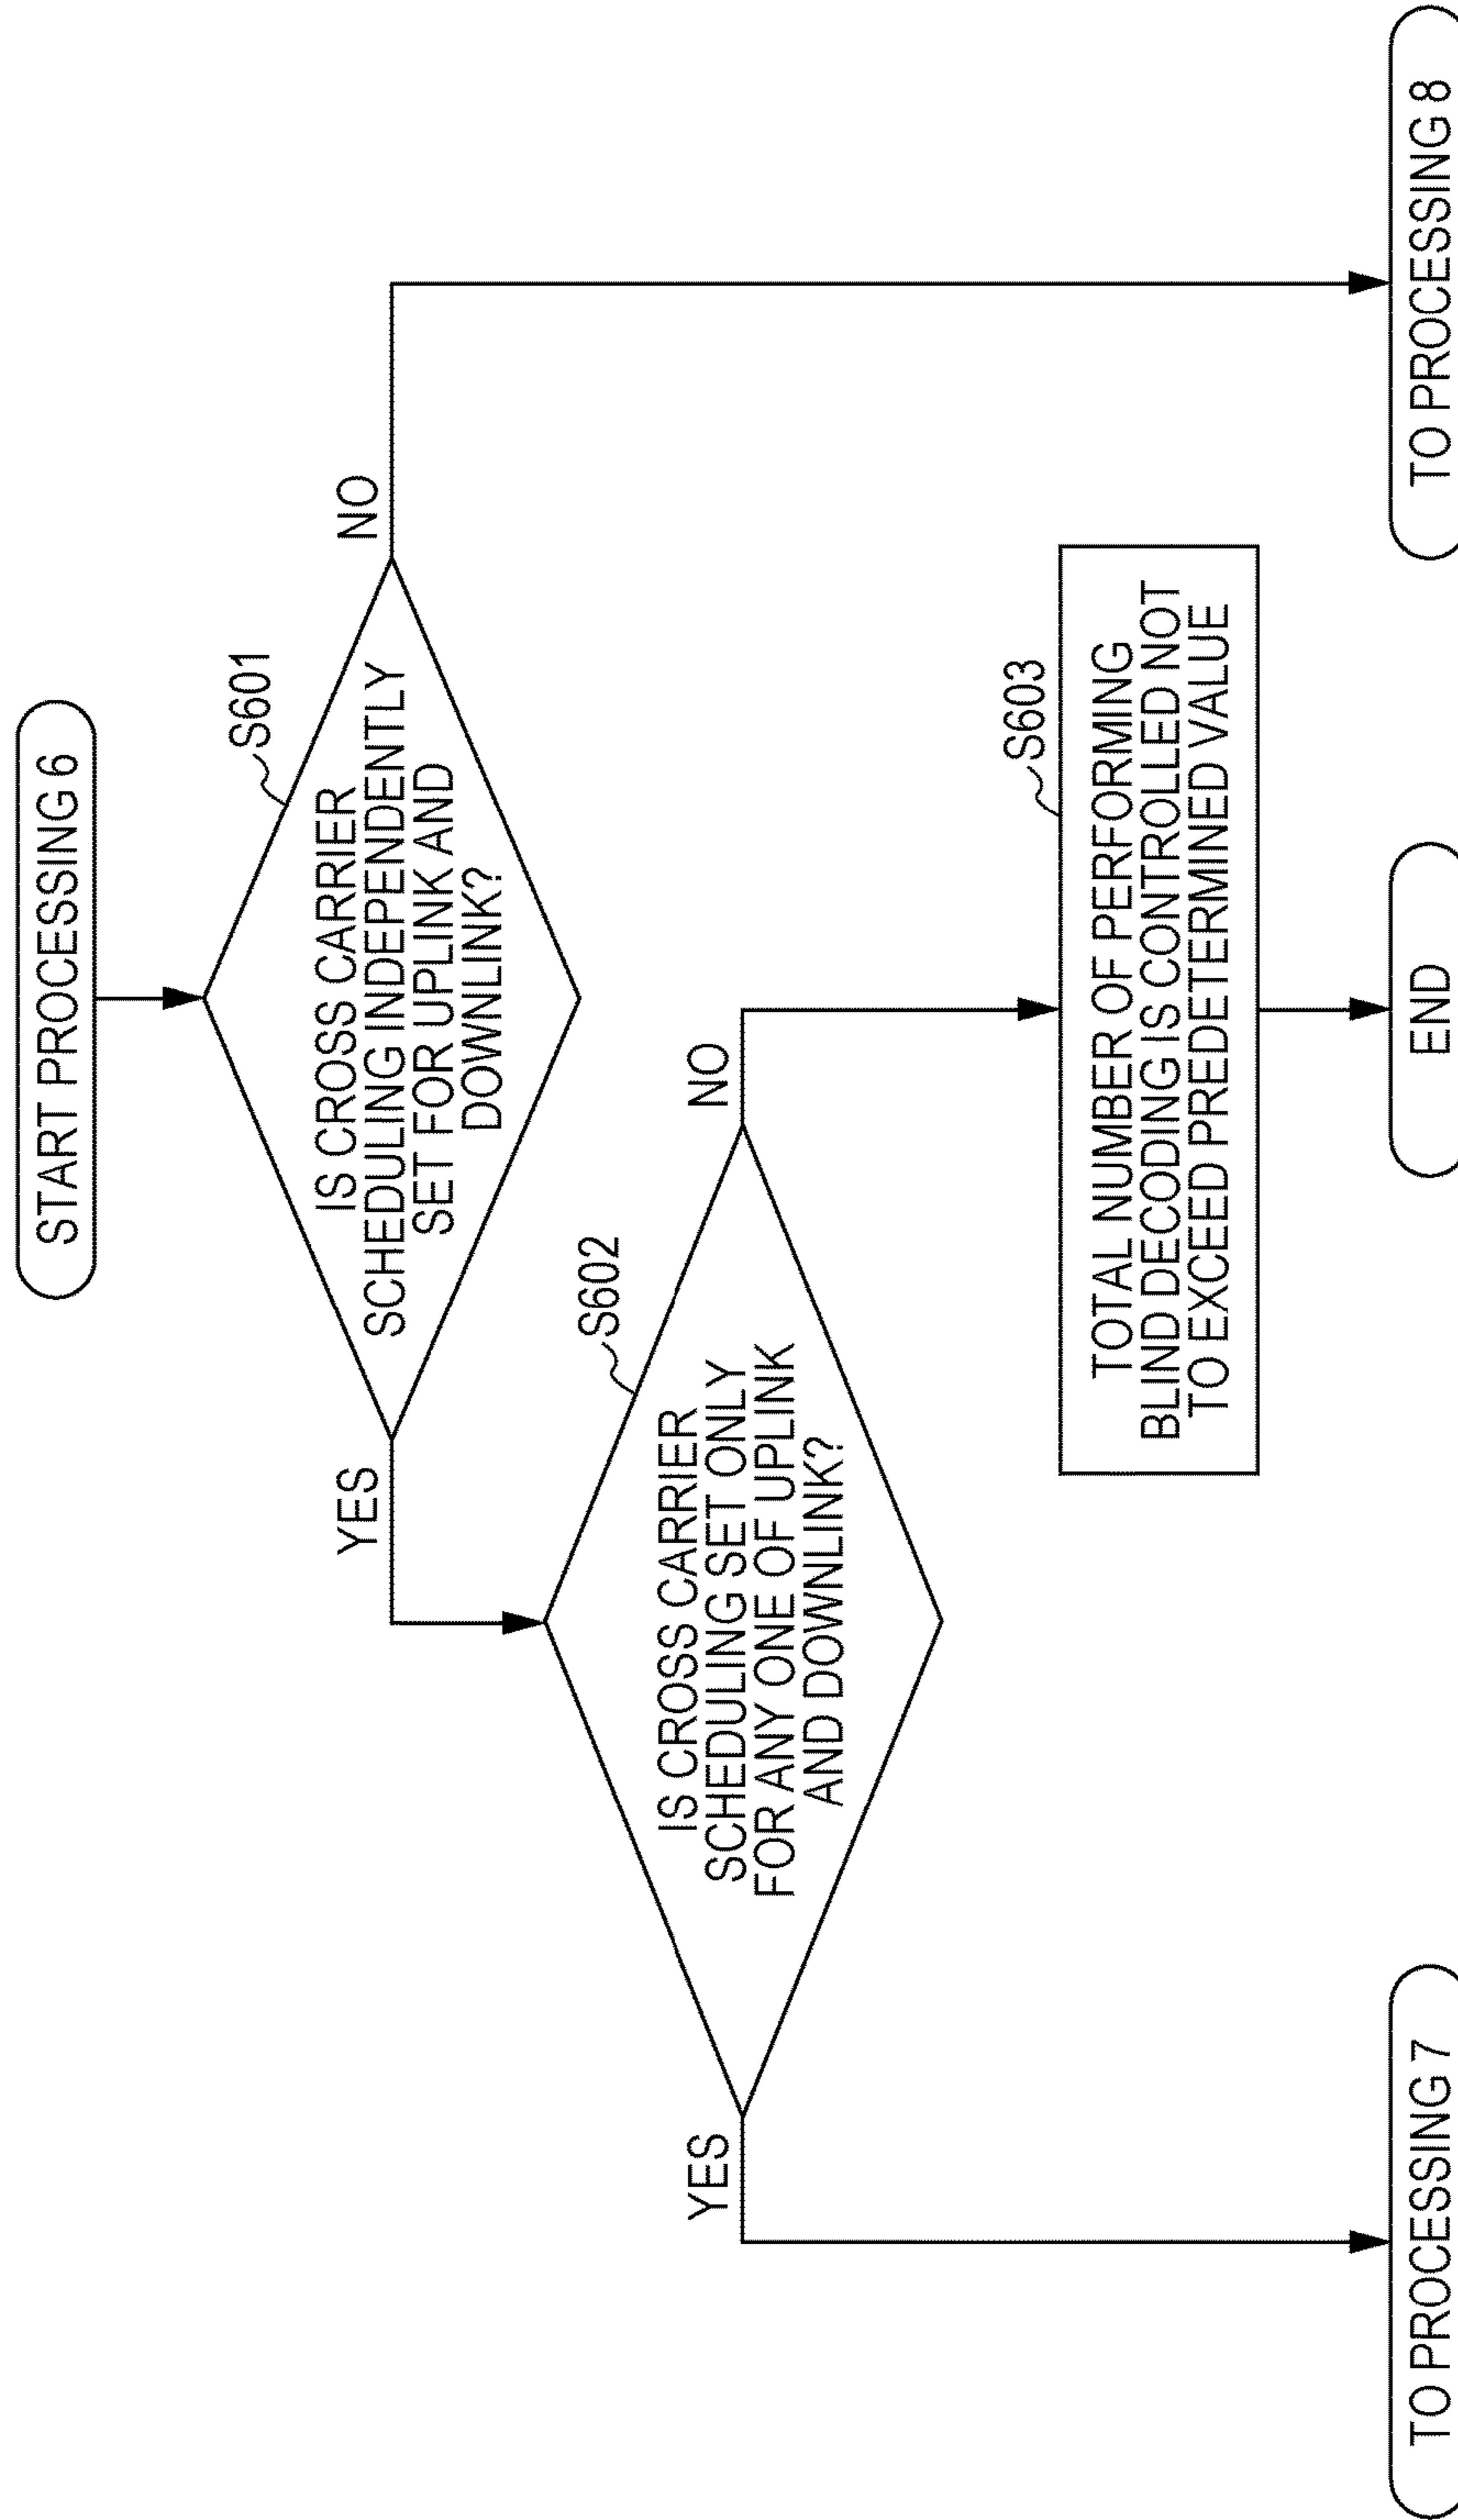 START PROCESSING 6
S601
IS CROSS CARRIER
SCHEDULING INDEPENDENTLY
SET FOR UPLINK AND
DOWNLINK?
YES
NO
S602
IS CROSS CARRIER
SCHEDULING SET ONLY
FOR ANY ONE OF UPLINK
AND DOWNLINK?
YES
NO
S603
TOTAL NUMBER OF PERFORMING
BLIND DECODING IS CONTROLLED NOT
TO EXCEED PREDETERMINED VALUE
TO PROCESSING 7
END
TO PROCESSING 8